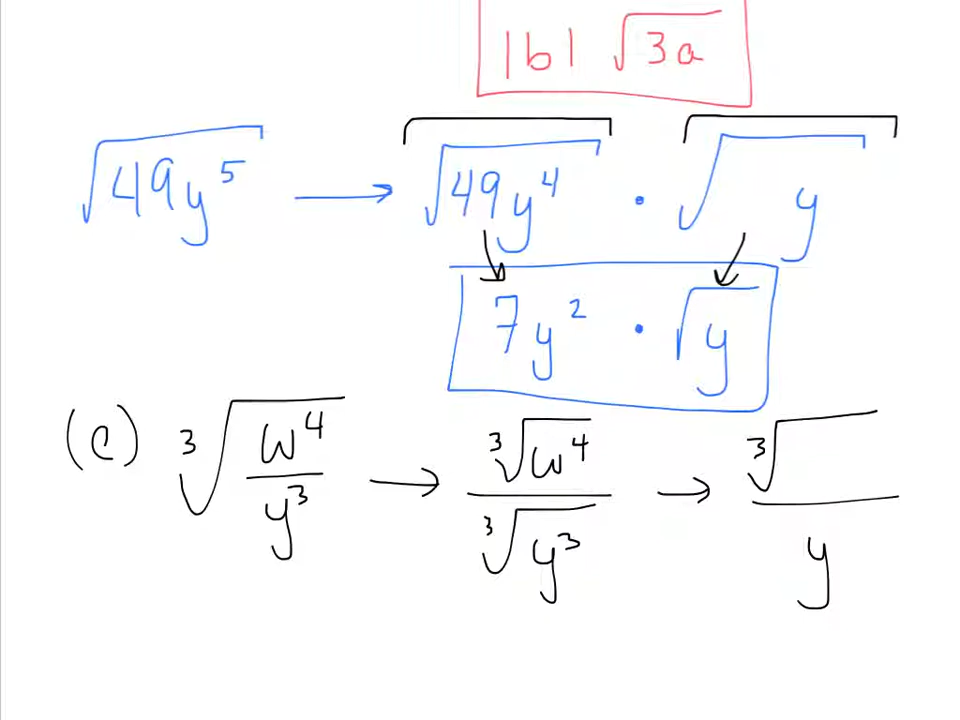 |b| √3a
√49y⁵ → √49y⁴ · √y
7y² · √y
(c) ∛(w⁴/y³) → ∛w⁴/∛y³ → ∛ /y